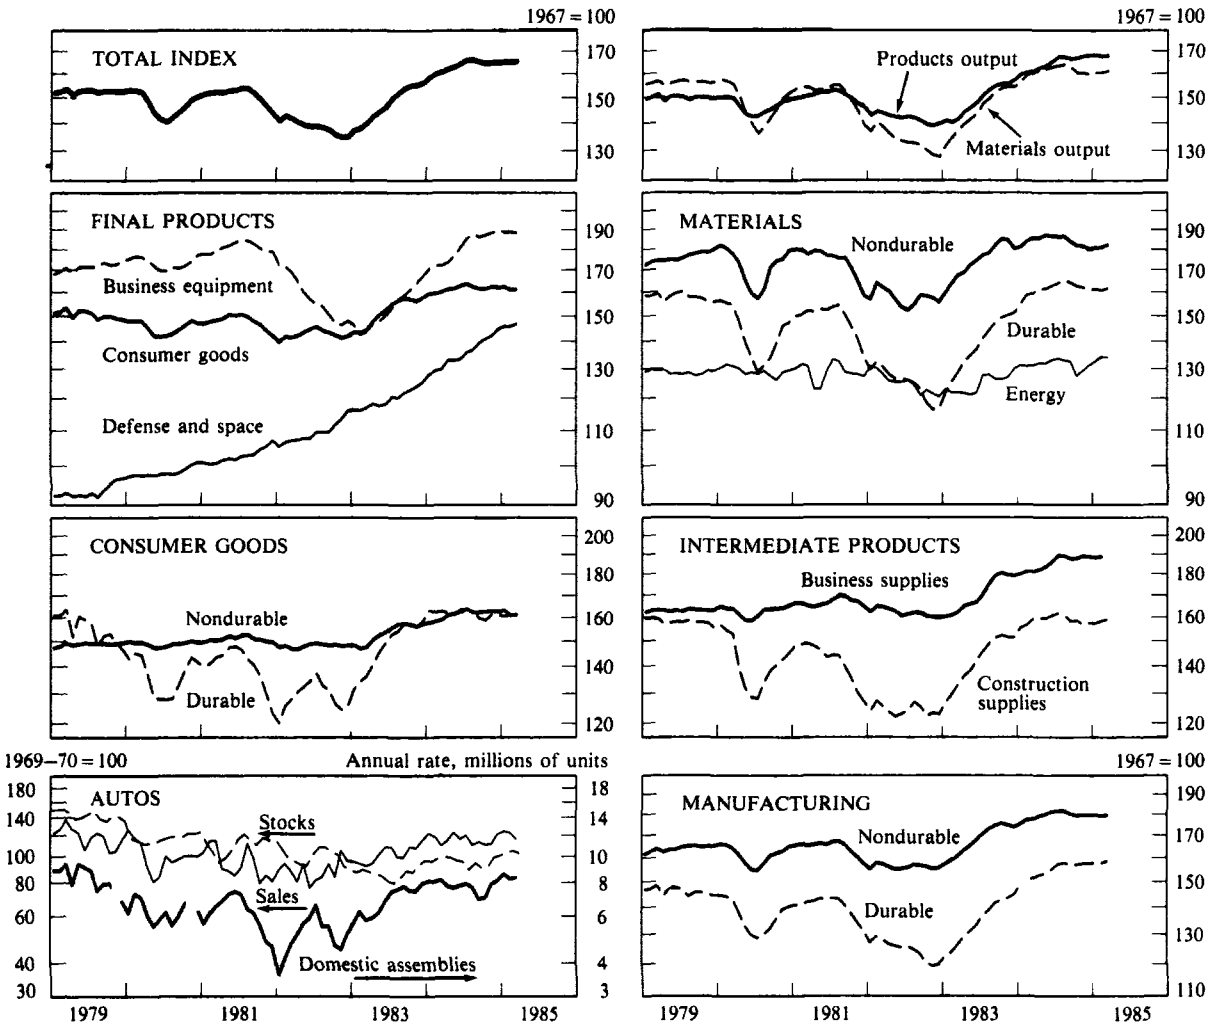 1967=100
TOTAL INDEX
170
150
130
1967=100
Products output
Materials output
170
150
130
FINAL PRODUCTS
Business equipment
Consumer goods
Defense and space
190
170
150
130
110
90
MATERIALS
Nondurable
Durable
Energy
190
170
150
130
110
90
CONSUMER GOODS
Nondurable
Durable
200
180
160
140
120
INTERMEDIATE PRODUCTS
Business supplies
Construction
supplies
200
180
160
140
120
1969–70=100
Annual rate, millions of units
AUTOS
Stocks
Sales
Domestic assemblies
180
140
100
80
60
40
30
18
14
10
8
6
4
3
1979
1981
1983
1985
1967=100
MANUFACTURING
Nondurable
Durable
190
170
150
130
110
1979
1981
1983
1985